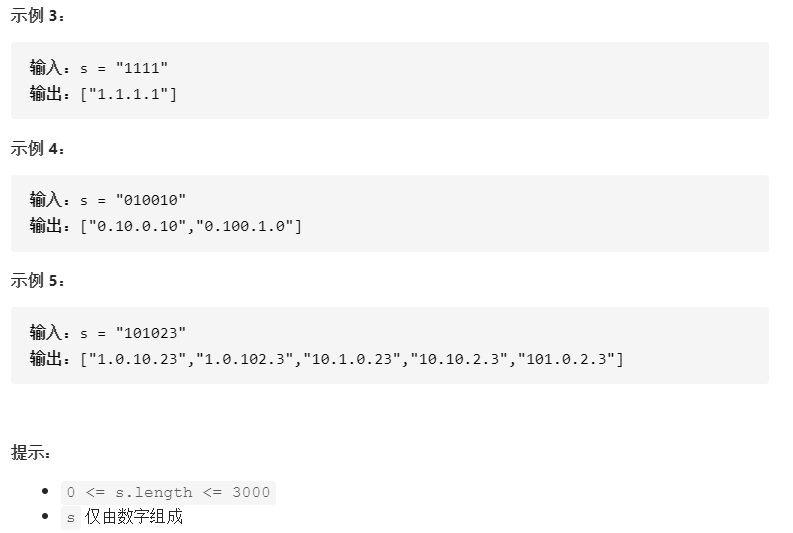 示例 3：
输入：s = "1111"
输出：["1.1.1.1"]
示例 4：
输入：s = "010010"
输出：["0.10.0.10","0.100.1.0"]
示例 5：
输入：s = "101023"
输出：["1.0.10.23","1.0.102.3","10.1.0.23","10.10.2.3","101.0.2.3"]
提示：
0 <= s.length <= 3000
s 仅由数字组成